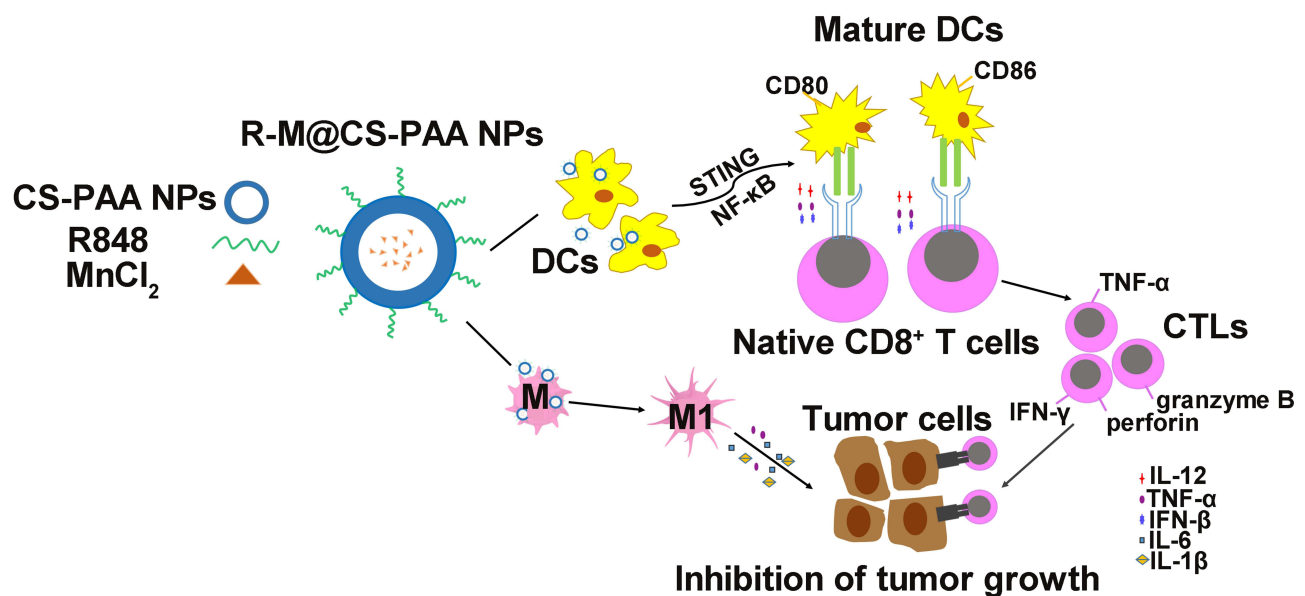 Mature DCs
CD80
CD86
R-M@CS-PAA NPs
STING
NF-κB
CS-PAA NPs
R848
MnCl₂
DCs
TNF-α
CTLs
Native CD8⁺ T cells
M
M1
Tumor cells
IFN-γ
perforin
granzyme B
IL-12
TNF-α
IFN-β
IL-6
IL-1β
Inhibition of tumor growth